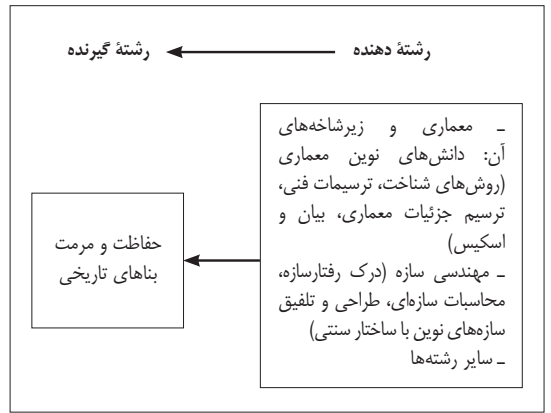 رشتهٔ دهنده رشتهٔ گیرنده
ـ معماری و زیرشاخه‌های
آن: دانش‌های نوین معماری
(روش‌های شناخت، ترسیمات فنی،
ترسیم جزئیات معماری، بیان و
اسکیس)
ـ مهندسی سازه (درک رفتارسازه،
محاسبات سازه‌ای، طراحی و تلفیق
سازه‌های نوین با ساختار سنتی)
ـ سایر رشته‌ها
حفاظت و مرمت
بناهای تاریخی